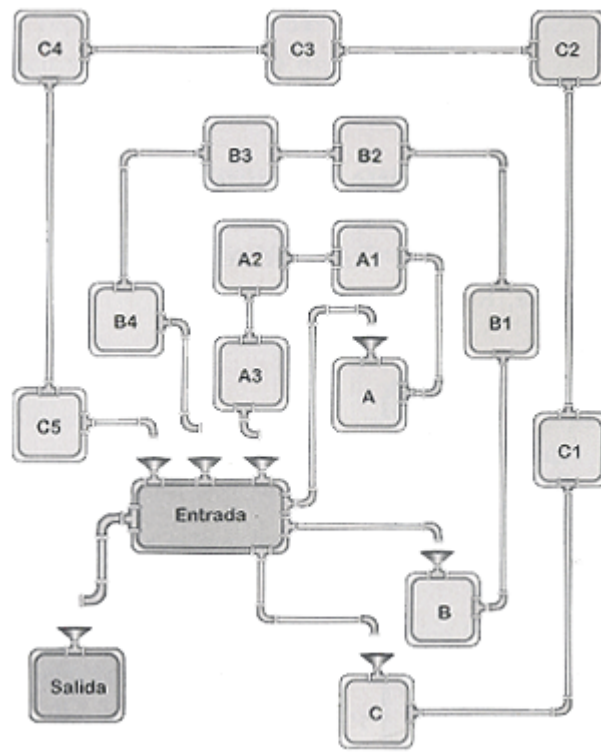 C4 C3 C2
B3 B2
A2 A1
B4 B1
A3 A
C5 C1
Entrada
B
Salida C